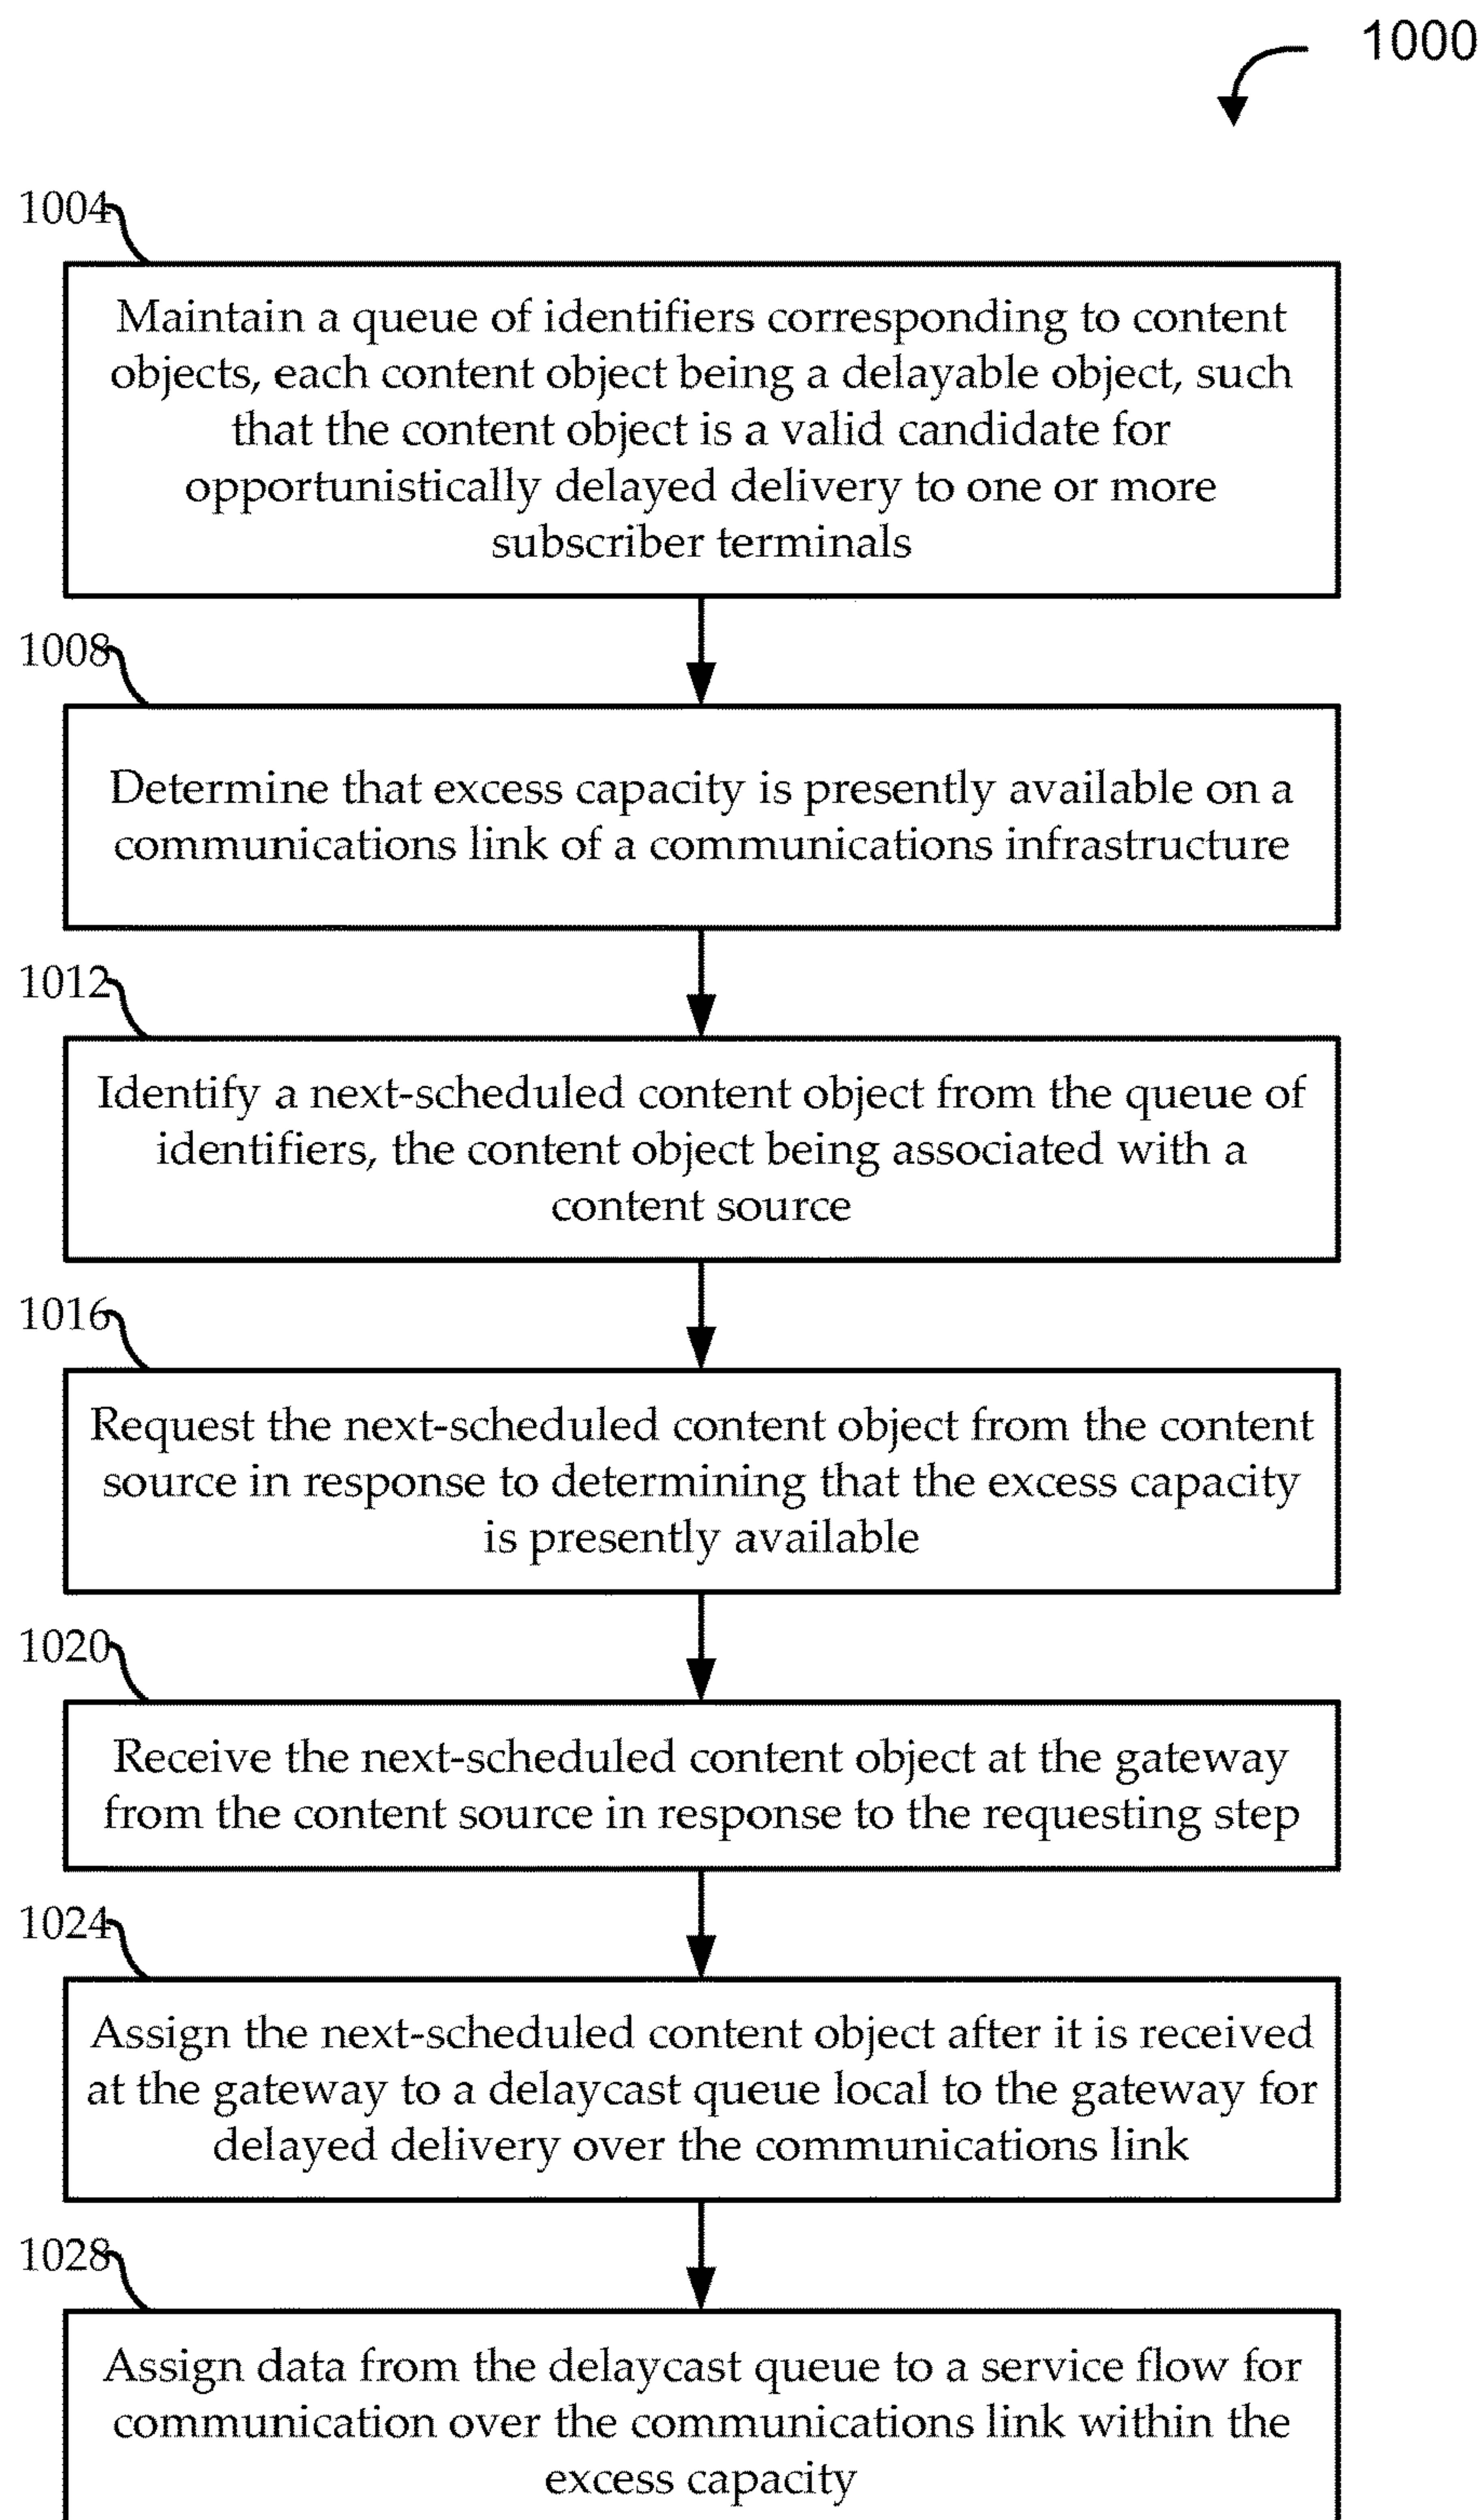 1000
1004
Maintain a queue of identifiers corresponding to content
objects, each content object being a delayable object, such
that the content object is a valid candidate for
opportunistically delayed delivery to one or more
subscriber terminals
1008
Determine that excess capacity is presently available on a
communications link of a communications infrastructure
1012
Identify a next-scheduled content object from the queue of
identifiers, the content object being associated with a
content source
1016
Request the next-scheduled content object from the content
source in response to determining that the excess capacity
is presently available
1020
Receive the next-scheduled content object at the gateway
from the content source in response to the requesting step
1024
Assign the next-scheduled content object after it is received
at the gateway to a delaycast queue local to the gateway for
delayed delivery over the communications link
1028
Assign data from the delaycast queue to a service flow for
communication over the communications link within the
excess capacity